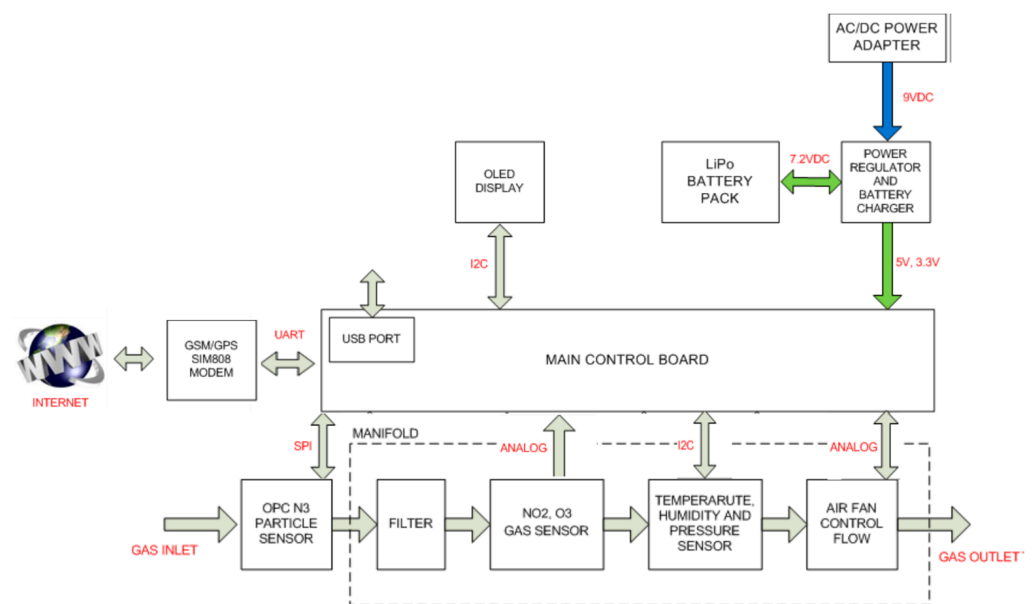 AC/DC POWER
ADAPTER
9VDC
OLED
DISPLAY
LiPo
BATTERY
PACK
7.2VDC
POWER
REGULATOR
AND
BATTERY
CHARGER
I2C
5V, 3.3V
WWW
INTERNET
GSM/GPS
SIM808
MODEM
UART
USB PORT
MAIN CONTROL BOARD
SPI
MANIFOLD
ANALOG
I2C
ANALOG
GAS INLET
OPC N3
PARTICLE
SENSOR
FILTER
NO2, O3
GAS SENSOR
TEMPERARUTE,
HUMIDITY AND
PRESSURE
SENSOR
AIR FAN
CONTROL
FLOW
GAS OUTLET